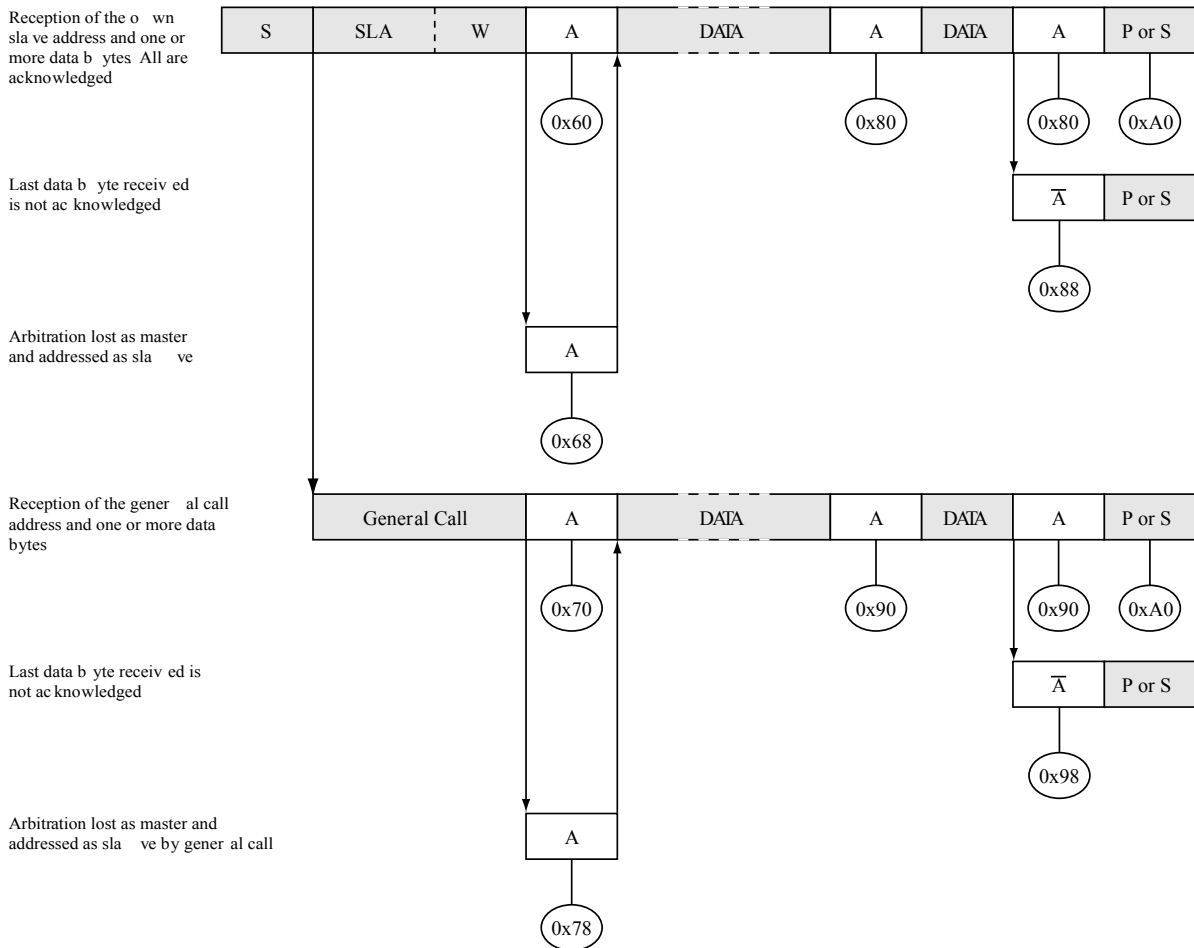 Reception of the o wn
sla ve address and one or
more data b ytes. All are
acknowledged
S SLA W A DATA A DATA A P or S
0x60 0x80 0x80 0xA0
Last data b yte receiv ed
is not ac knowledged
A P or S
0x88
Arbitration lost as master
and addressed as sla ve
A
0x68
Reception of the gener al call
address and one or more data
bytes
General Call A DATA A DATA A P or S
0x70 0x90 0x90 0xA0
Last data b yte receiv ed is
not ac knowledged
A P or S
0x98
Arbitration lost as master and
addressed as sla ve by gener al call
A
0x78